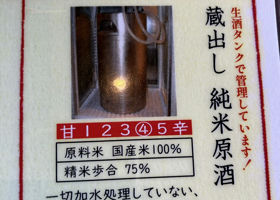 生酒タンクで管理しています!
蔵出し 純米原酒
甘123④5辛
原料米 国産米100%
精米歩合 75%
一切加水処理していない、